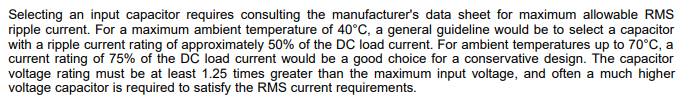 Selecting an input capacitor requires consulting the manufacturer's data sheet for maximum allowable RMS
ripple current. For a maximum ambient temperature of 40°C, a general guideline would be to select a capacitor
with a ripple current rating of approximately 50% of the DC load current. For ambient temperatures up to 70°C, a
current rating of 75% of the DC load current would be a good choice for a conservative design. The capacitor
voltage rating must be at least 1.25 times greater than the maximum input voltage, and often a much higher
voltage capacitor is required to satisfy the RMS current requirements.